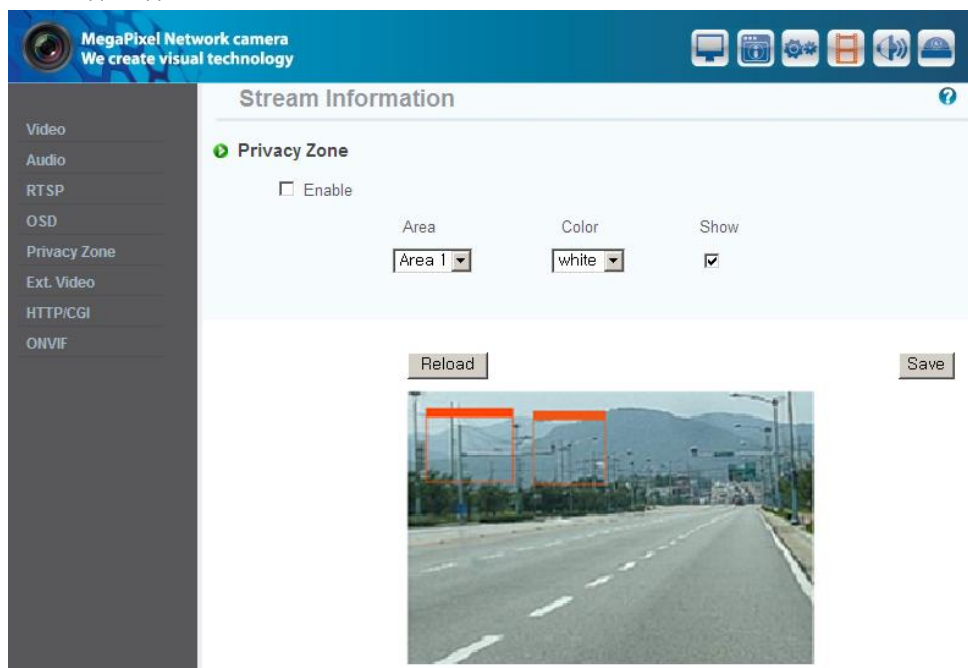 MegaPixel Network camera
We create visual technology
Stream Information
?
Video
Audio
RTSP
OSD
Privacy Zone
Ext. Video
HTTP/CGI
ONVIF
Privacy Zone
Enable
Area Color Show
Area 1 white
Reload Save